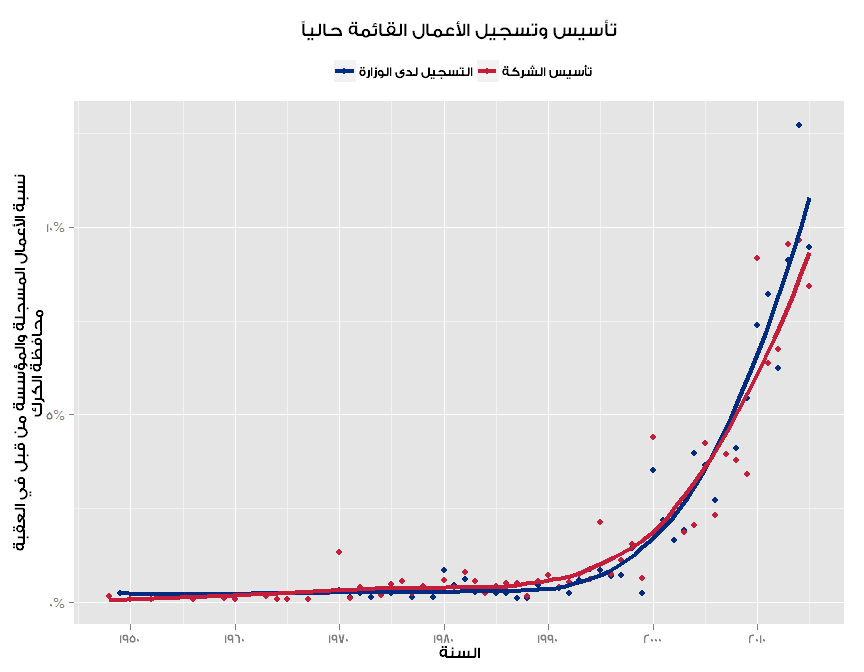 تأسيس وتسجيل الأعمال القائمة حالياً
تأسيس الشركة
التسجيل لدى الوزارة
نسبة الأعمال المسجلة والمؤسسة من قبل في العقبة
محافظة الكرك
١٠%
٥%
٠%
١٩٥٠ ١٩٦٠ ١٩٧٠ ١٩٨٠ ١٩٩٠ ٢٠٠٠ ٢٠١٠
السنة